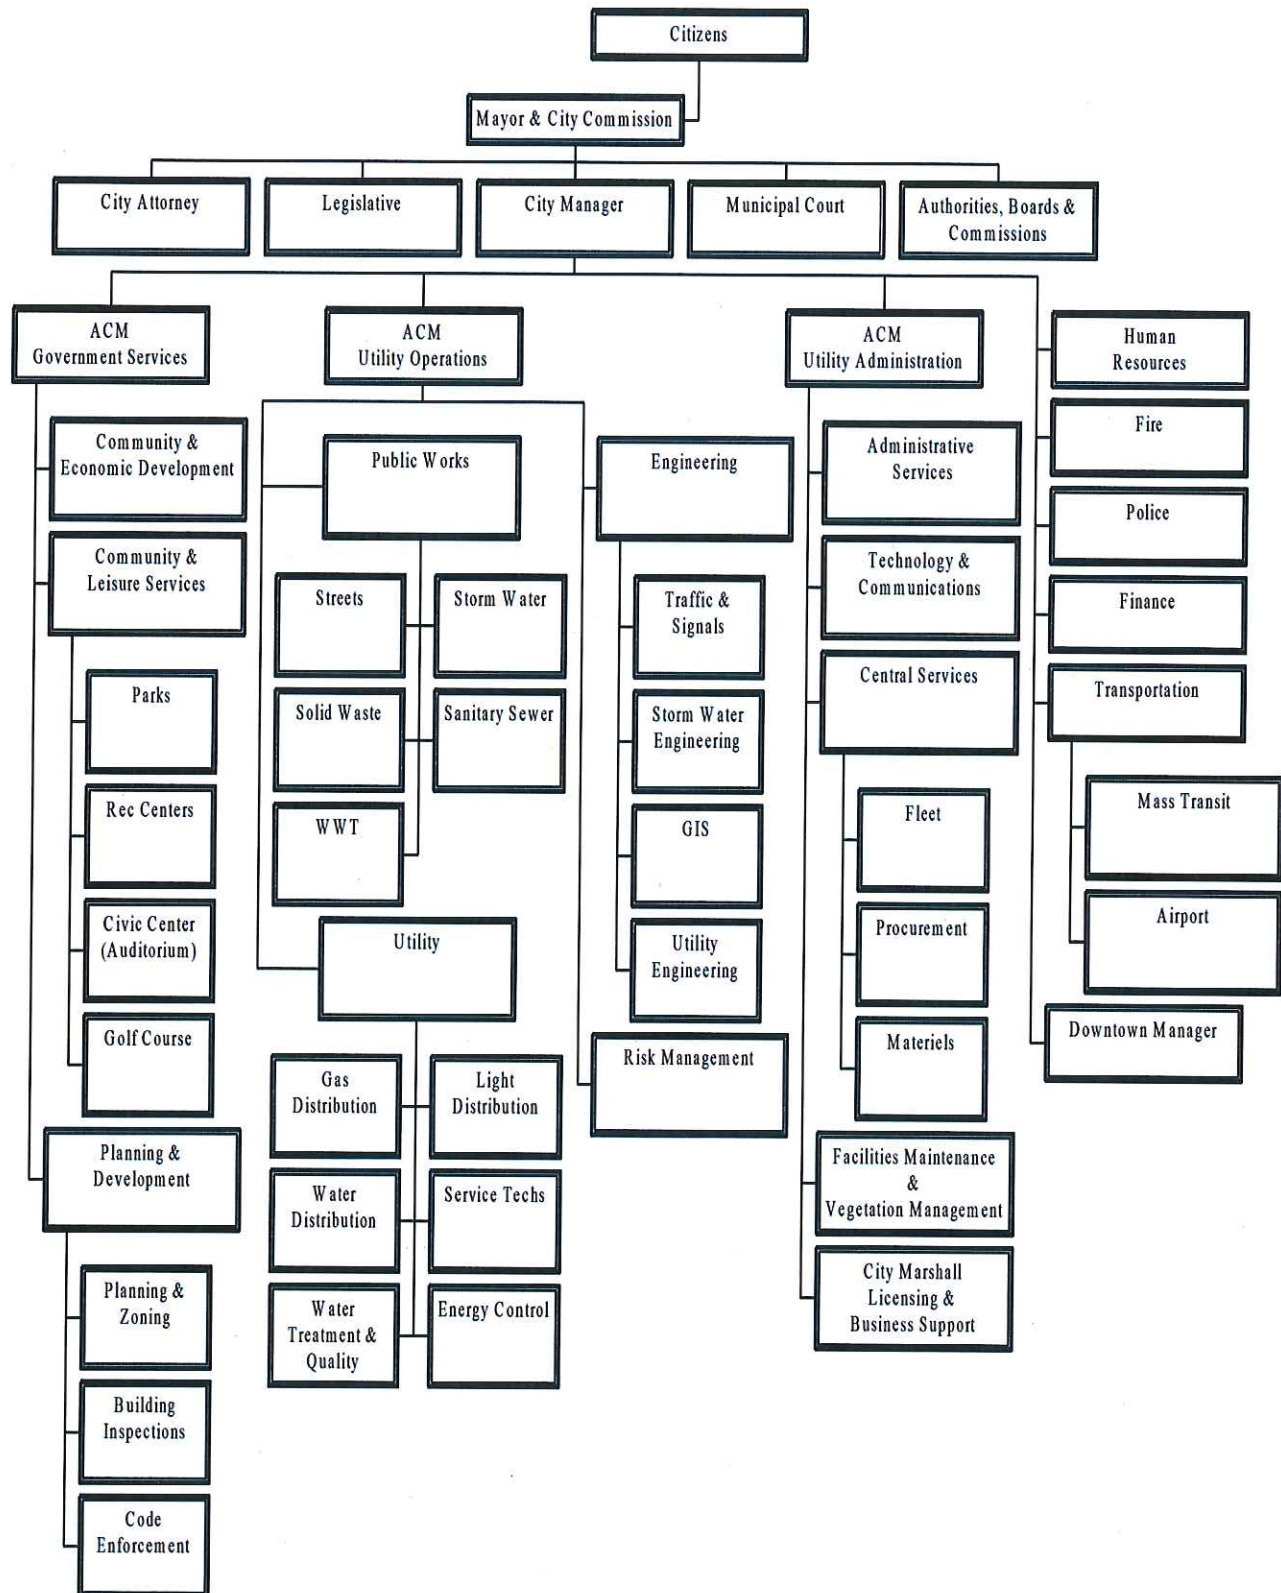 Citizens
Mayor & City Commission
City Attorney
Legislative
City Manager
Municipal Court
Authorities, Boards &
Commissions
ACM
Government Services
Community &
Economic Development
Community &
Leisure Services
Parks
Rec Centers
Civic Center
(Auditorium)
Golf Course
Planning &
Development
Planning &
Zoning
Building
Inspections
Code
Enforcement
ACM
Utility Operations
Public Works
Streets
Storm Water
Solid Waste
Sanitary Sewer
WWT
Utility
Gas
Distribution
Light
Distribution
Water
Distribution
Service Techs
Water
Treatment &
Quality
Energy Control
Engineering
Traffic &
Signals
Storm Water
Engineering
GIS
Utility
Engineering
Risk Management
ACM
Utility Administration
Administrative
Services
Technology &
Communications
Central Services
Fleet
Procurement
Materiels
Facilities Maintenance
&
Vegetation Management
City Marshall
Licensing &
Business Support
Human
Resources
Fire
Police
Finance
Transportation
Mass Transit
Airport
Downtown Manager